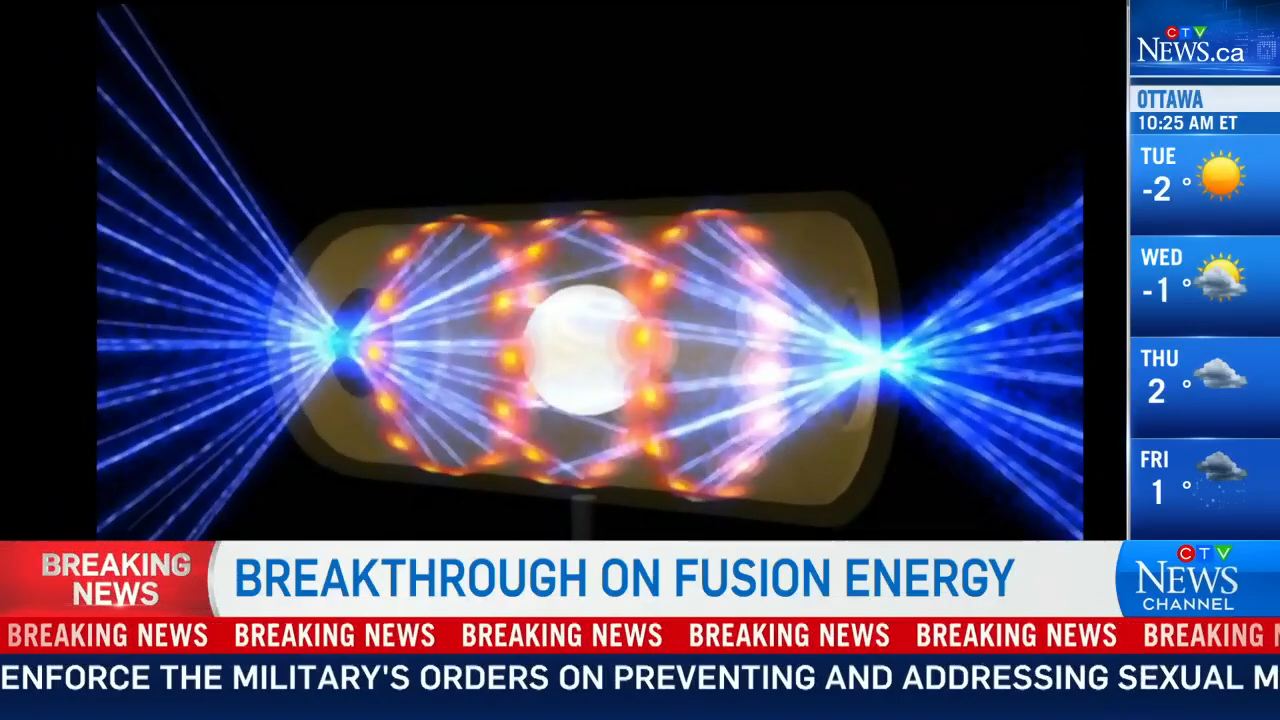 CTV
NEWS.ca
OTTAWA
10:25 AM ET
TUE
-2°
WED
-1°
THU
2°
FRI
1°
BREAKING
NEWS
BREAKTHROUGH ON FUSION ENERGY
CTV
NEWS
CHANNEL
BREAKING NEWS BREAKING NEWS BREAKING NEWS BREAKING NEWS BREAKING NEWS BREAKING N
ENFORCE THE MILITARY'S ORDERS ON PREVENTING AND ADDRESSING SEXUAL M